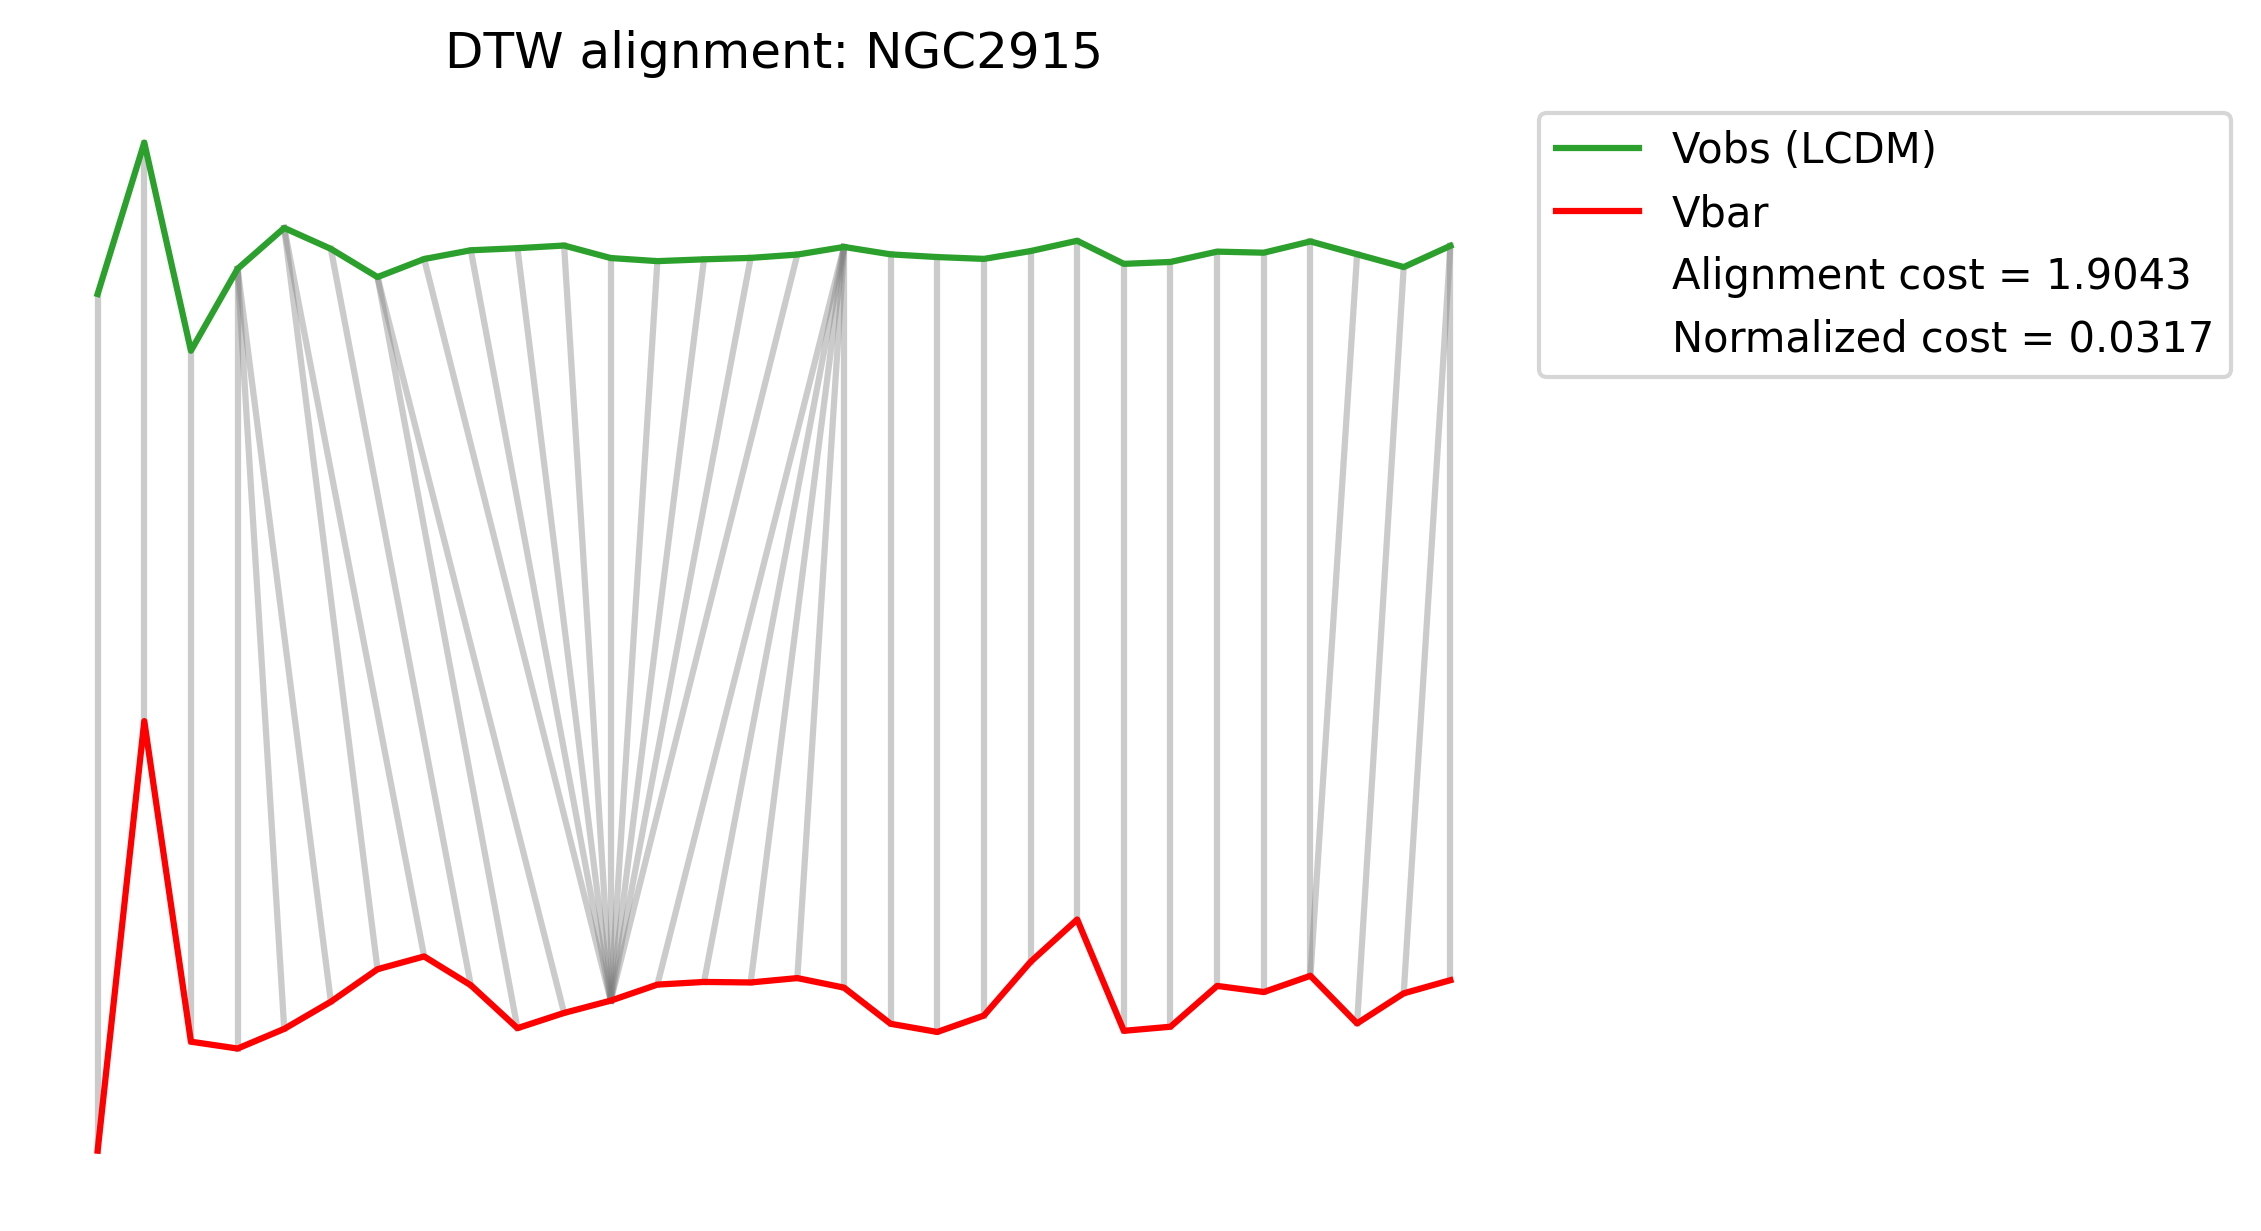 DTW alignment: NGC2915
Vobs (LCDM)
Vbar
Alignment cost = 1.9043
Normalized cost = 0.0317